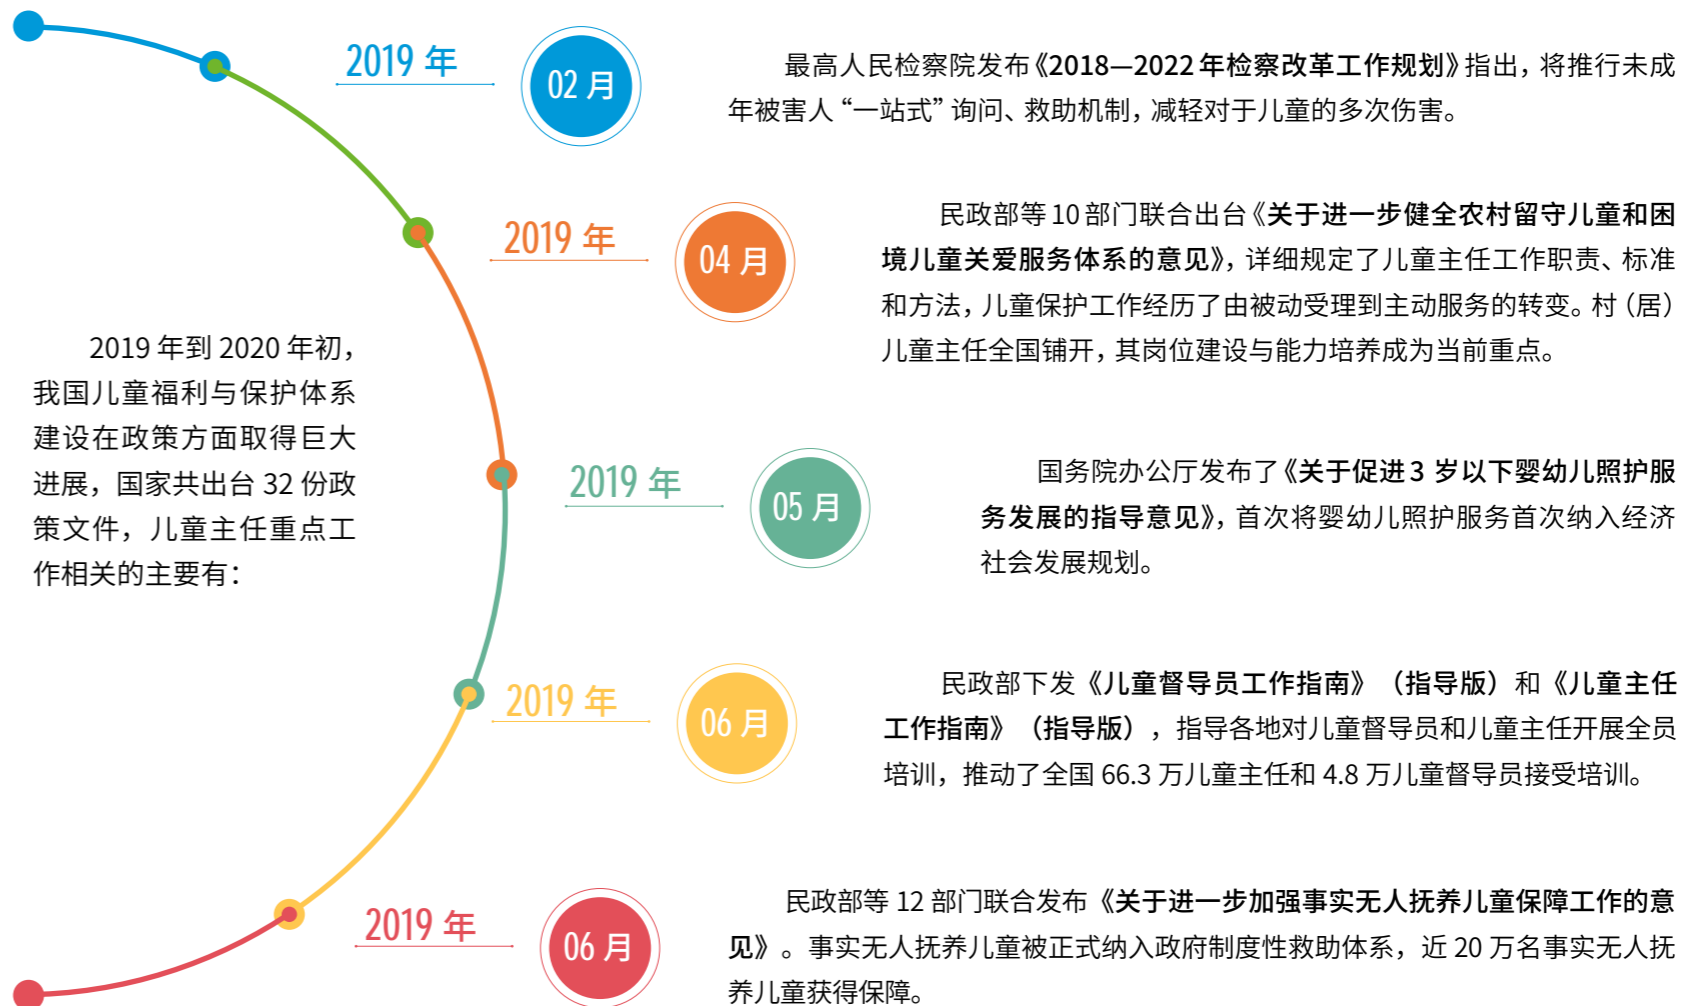 2019 年
02 月
最高人民检察院发布《2018—2022 年检察改革工作规划》指出，将推行未成
年被害人“一站式”询问、救助机制，减轻对于儿童的多次伤害。
2019 年
04 月
民政部等 10 部门联合出台《关于进一步健全农村留守儿童和困
境儿童关爱服务体系的意见》，详细规定了儿童主任工作职责、标准
和方法，儿童保护工作经历了由被动受理到主动服务的转变。村（居）
儿童主任全国铺开，其岗位建设与能力培养成为当前重点。
2019 年到 2020 年初，
我国儿童福利与保护体系
建设在政策方面取得巨大
进展，国家共出台 32 份政
策文件，儿童主任重点工
作相关的主要有：
2019 年
05 月
国务院办公厅发布了《关于促进 3 岁以下婴幼儿照护服
务发展的指导意见》，首次将婴幼儿照护服务首次纳入经济
社会发展规划。
2019 年
06 月
民政部下发《儿童督导员工作指南》（指导版）和《儿童主任
工作指南》（指导版），指导各地对儿童督导员和儿童主任开展全员
培训，推动了全国 66.3 万儿童主任和 4.8 万儿童督导员接受培训。
2019 年
06 月
民政部等 12 部门联合发布《关于进一步加强事实无人抚养儿童保障工作的意
见》。事实无人抚养儿童被正式纳入政府制度性救助体系，近 20 万名事实无人抚
养儿童获得保障。